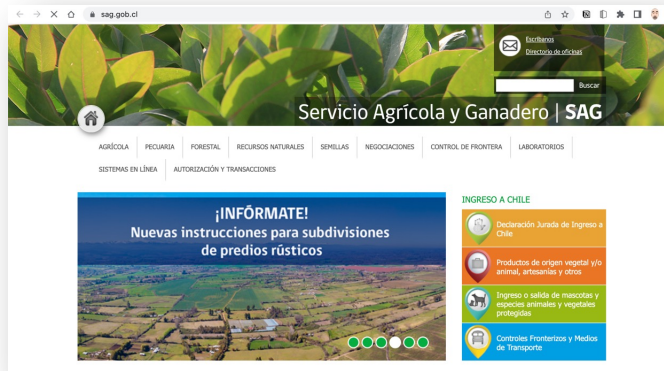 sag.gob.cl
Escríbanos
Directorio de oficinas
Buscar
Servicio Agrícola y Ganadero | SAG
AGRÍCOLA
PECUARIA
FORESTAL
RECURSOS NATURALES
SEMILLAS
NEGOCIACIONES
CONTROL DE FRONTERA
LABORATORIOS
SISTEMAS EN LÍNEA
AUTORIZACIÓN Y TRANSACCIONES
¡INFÓRMATE!
Nuevas instrucciones para subdivisiones
de predios rústicos
INGRESO A CHILE
Declaración Jurada de Ingreso a
Chile
Productos de origen vegetal y/o
animal, artesanías y otros
Ingreso o salida de mascotas y
especies animales y vegetales
protegidas
Controles Fronterizos y Medios
de Transporte